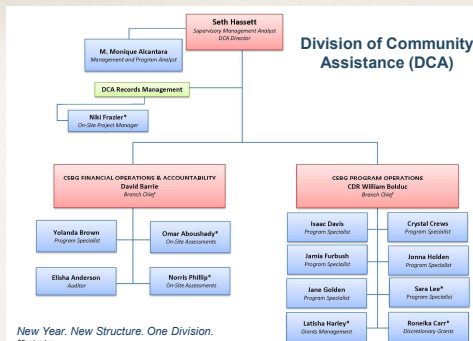 Seth Hassett
Supervisory Management Analyst
DCA Director
Division of Community
Assistance (DCA)
M. Monique Alcantara
Management and Program Analyst
DCA Records Management
Niki Frazier*
On-Site Project Manager
CSBG FINANCIAL OPERATIONS & ACCOUNTABILITY
David Barrie
Branch Chief
Yolanda Brown
Program Specialist
Omar Aboushady*
On-Site Assessments
Elisha Anderson
Auditor
Norris Phillip*
On-Site Assessments
CSBG PROGRAM OPERATIONS
CDR William Bolduc
Branch Chief
Isaac Davis
Program Specialist
Crystal Crews
Program Specialist
Jamia Furbush
Program Specialist
Jonna Holden
Program Specialist
Jane Golden
Program Specialist
Sara Lee*
Program Specialist
Latisha Harley*
Grants Management
Roneika Carr*
Discretionary Grants
New Year. New Structure. One Division.